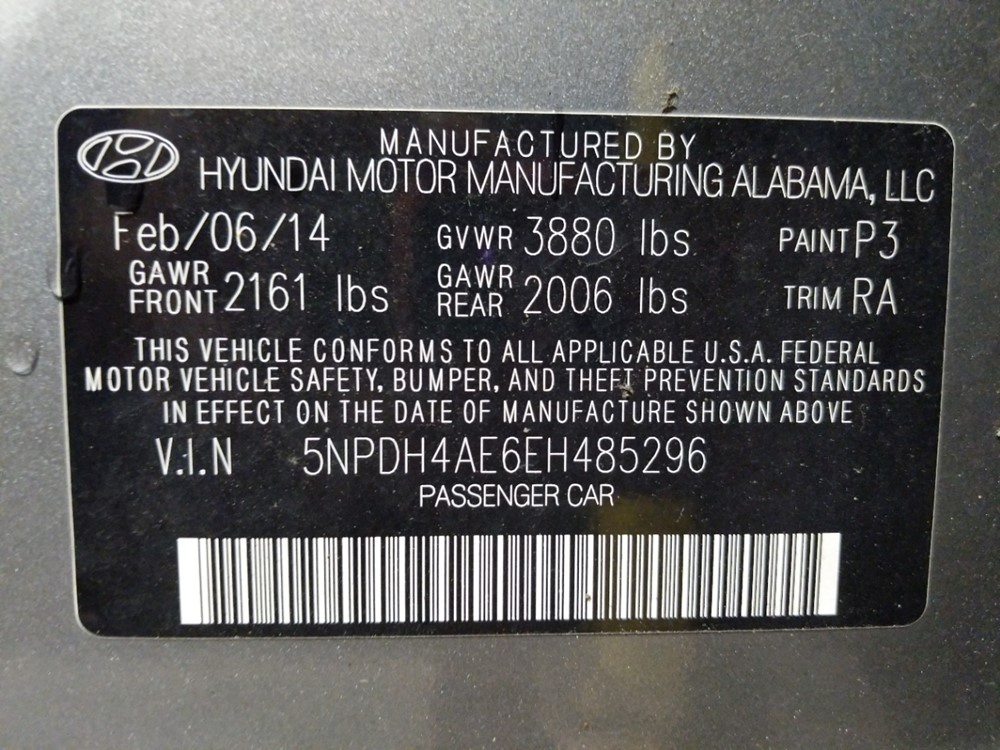 MANUFACTURED BY
HYUNDAI MOTOR MANUFACTURING ALABAMA, LLC
Feb/06/14 GVWR 3880 lbs PAINT P3
GAWR FRONT 2161 lbs GAWR REAR 2006 lbs TRIM RA
THIS VEHICLE CONFORMS TO ALL APPLICABLE U.S.A. FEDERAL
MOTOR VEHICLE SAFETY, BUMPER, AND THEFT PREVENTION STANDARDS
IN EFFECT ON THE DATE OF MANUFACTURE SHOWN ABOVE
V.I.N 5NPDH4AE6EH485296
PASSENGER CAR